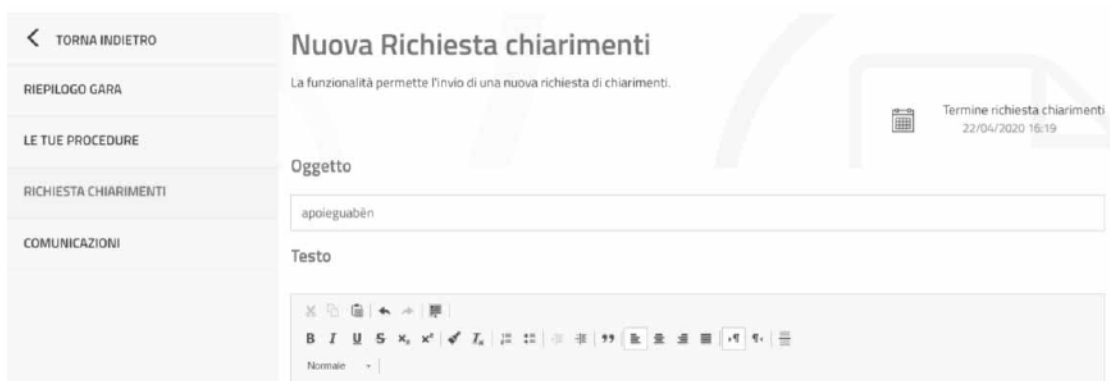 TORNA INDIETRO
RIEPILOGO GARA
LE TUE PROCEDURE
RICHIESTA CHIARIMENTI
COMUNICAZIONI
Nuova Richiesta chiarimenti
La funzionalità permette l'invio di una nuova richiesta di chiarimenti.
Termine richiesta chiarimenti
22/04/2020 16:19
Oggetto
apoieguabèn
Testo
Normale